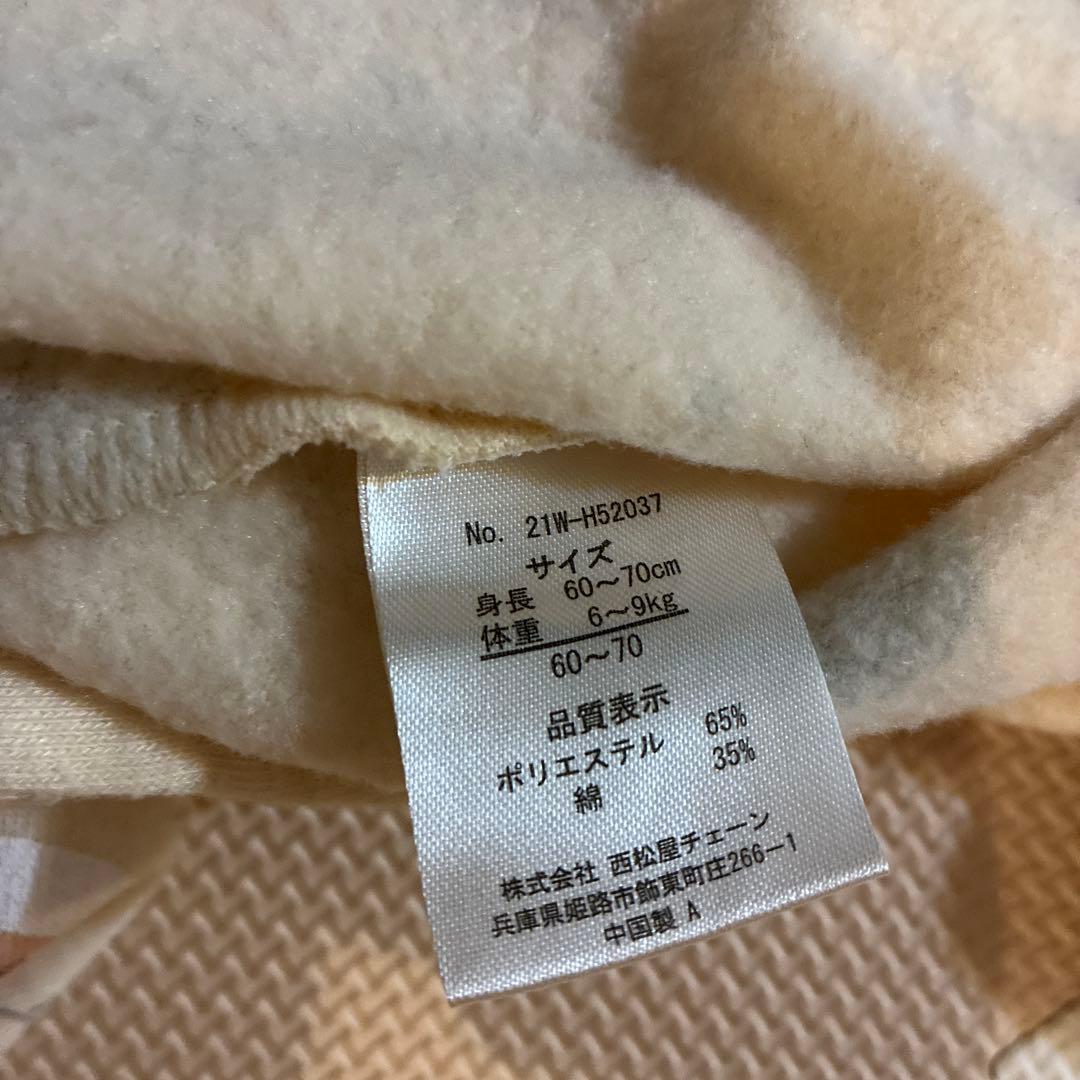 No. 21W-H52037
サイズ
身長 60～70cm
体重 6～9kg
60～70
品質表示
ポリエステル 65%
綿 35%
株式会社 西松屋チェーン
兵庫県姫路市飾東町庄266－1
中国製 A